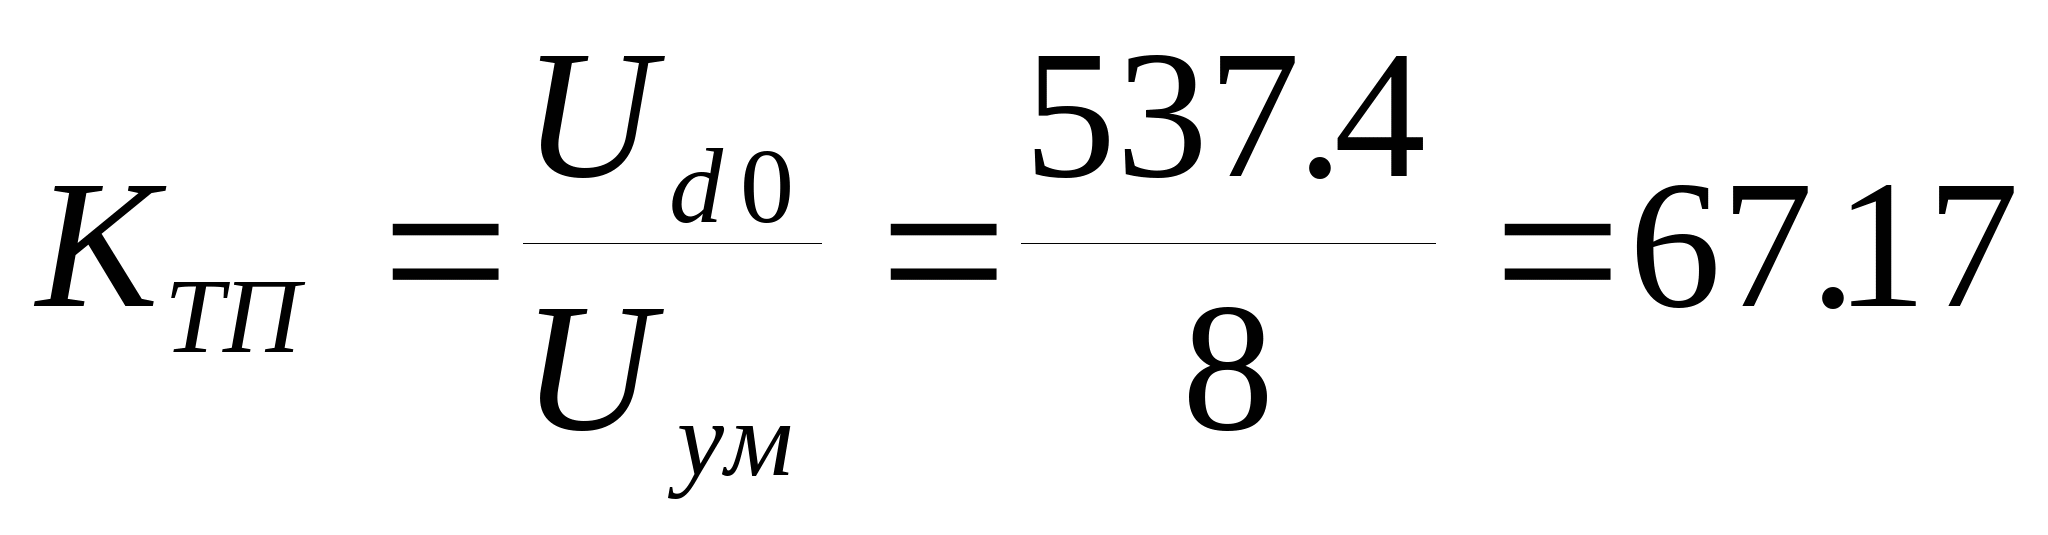 K_ТП = U_d0 / U_ум = 537.4 / 8 = 67.17